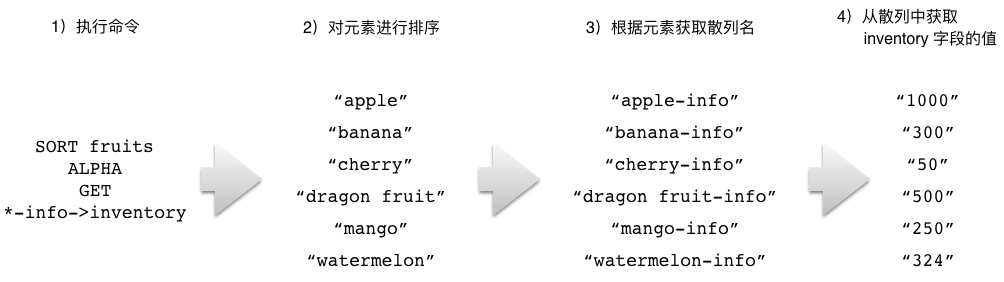 1）执行命令
SORT fruits
ALPHA
GET
*-info->inventory
2）对元素进行排序
“apple”
“banana”
“cherry”
“dragon fruit”
“mango”
“watermelon”
3）根据元素获取散列名
“apple-info”
“banana-info”
“cherry-info”
“dragon fruit-info”
“mango-info”
“watermelon-info”
4）从散列中获取
inventory 字段的值
“1000”
“300”
“50”
“500”
“250”
“324”